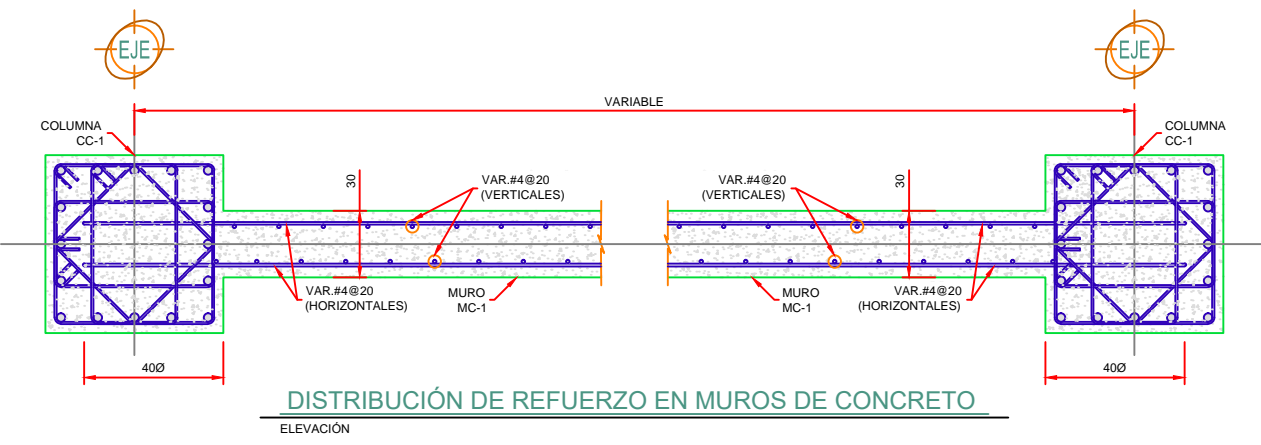 EJE
EJE
VARIABLE
COLUMNA
CC-1
COLUMNA
CC-1
30
VAR.#4@20
(VERTICALES)
VAR.#4@20
(VERTICALES)
30
VAR.#4@20
(HORIZONTALES)
MURO
MC-1
MURO
MC-1
VAR.#4@20
(HORIZONTALES)
40Ø
40Ø
DISTRIBUCIÓN DE REFUERZO EN MUROS DE CONCRETO
ELEVACIÓN